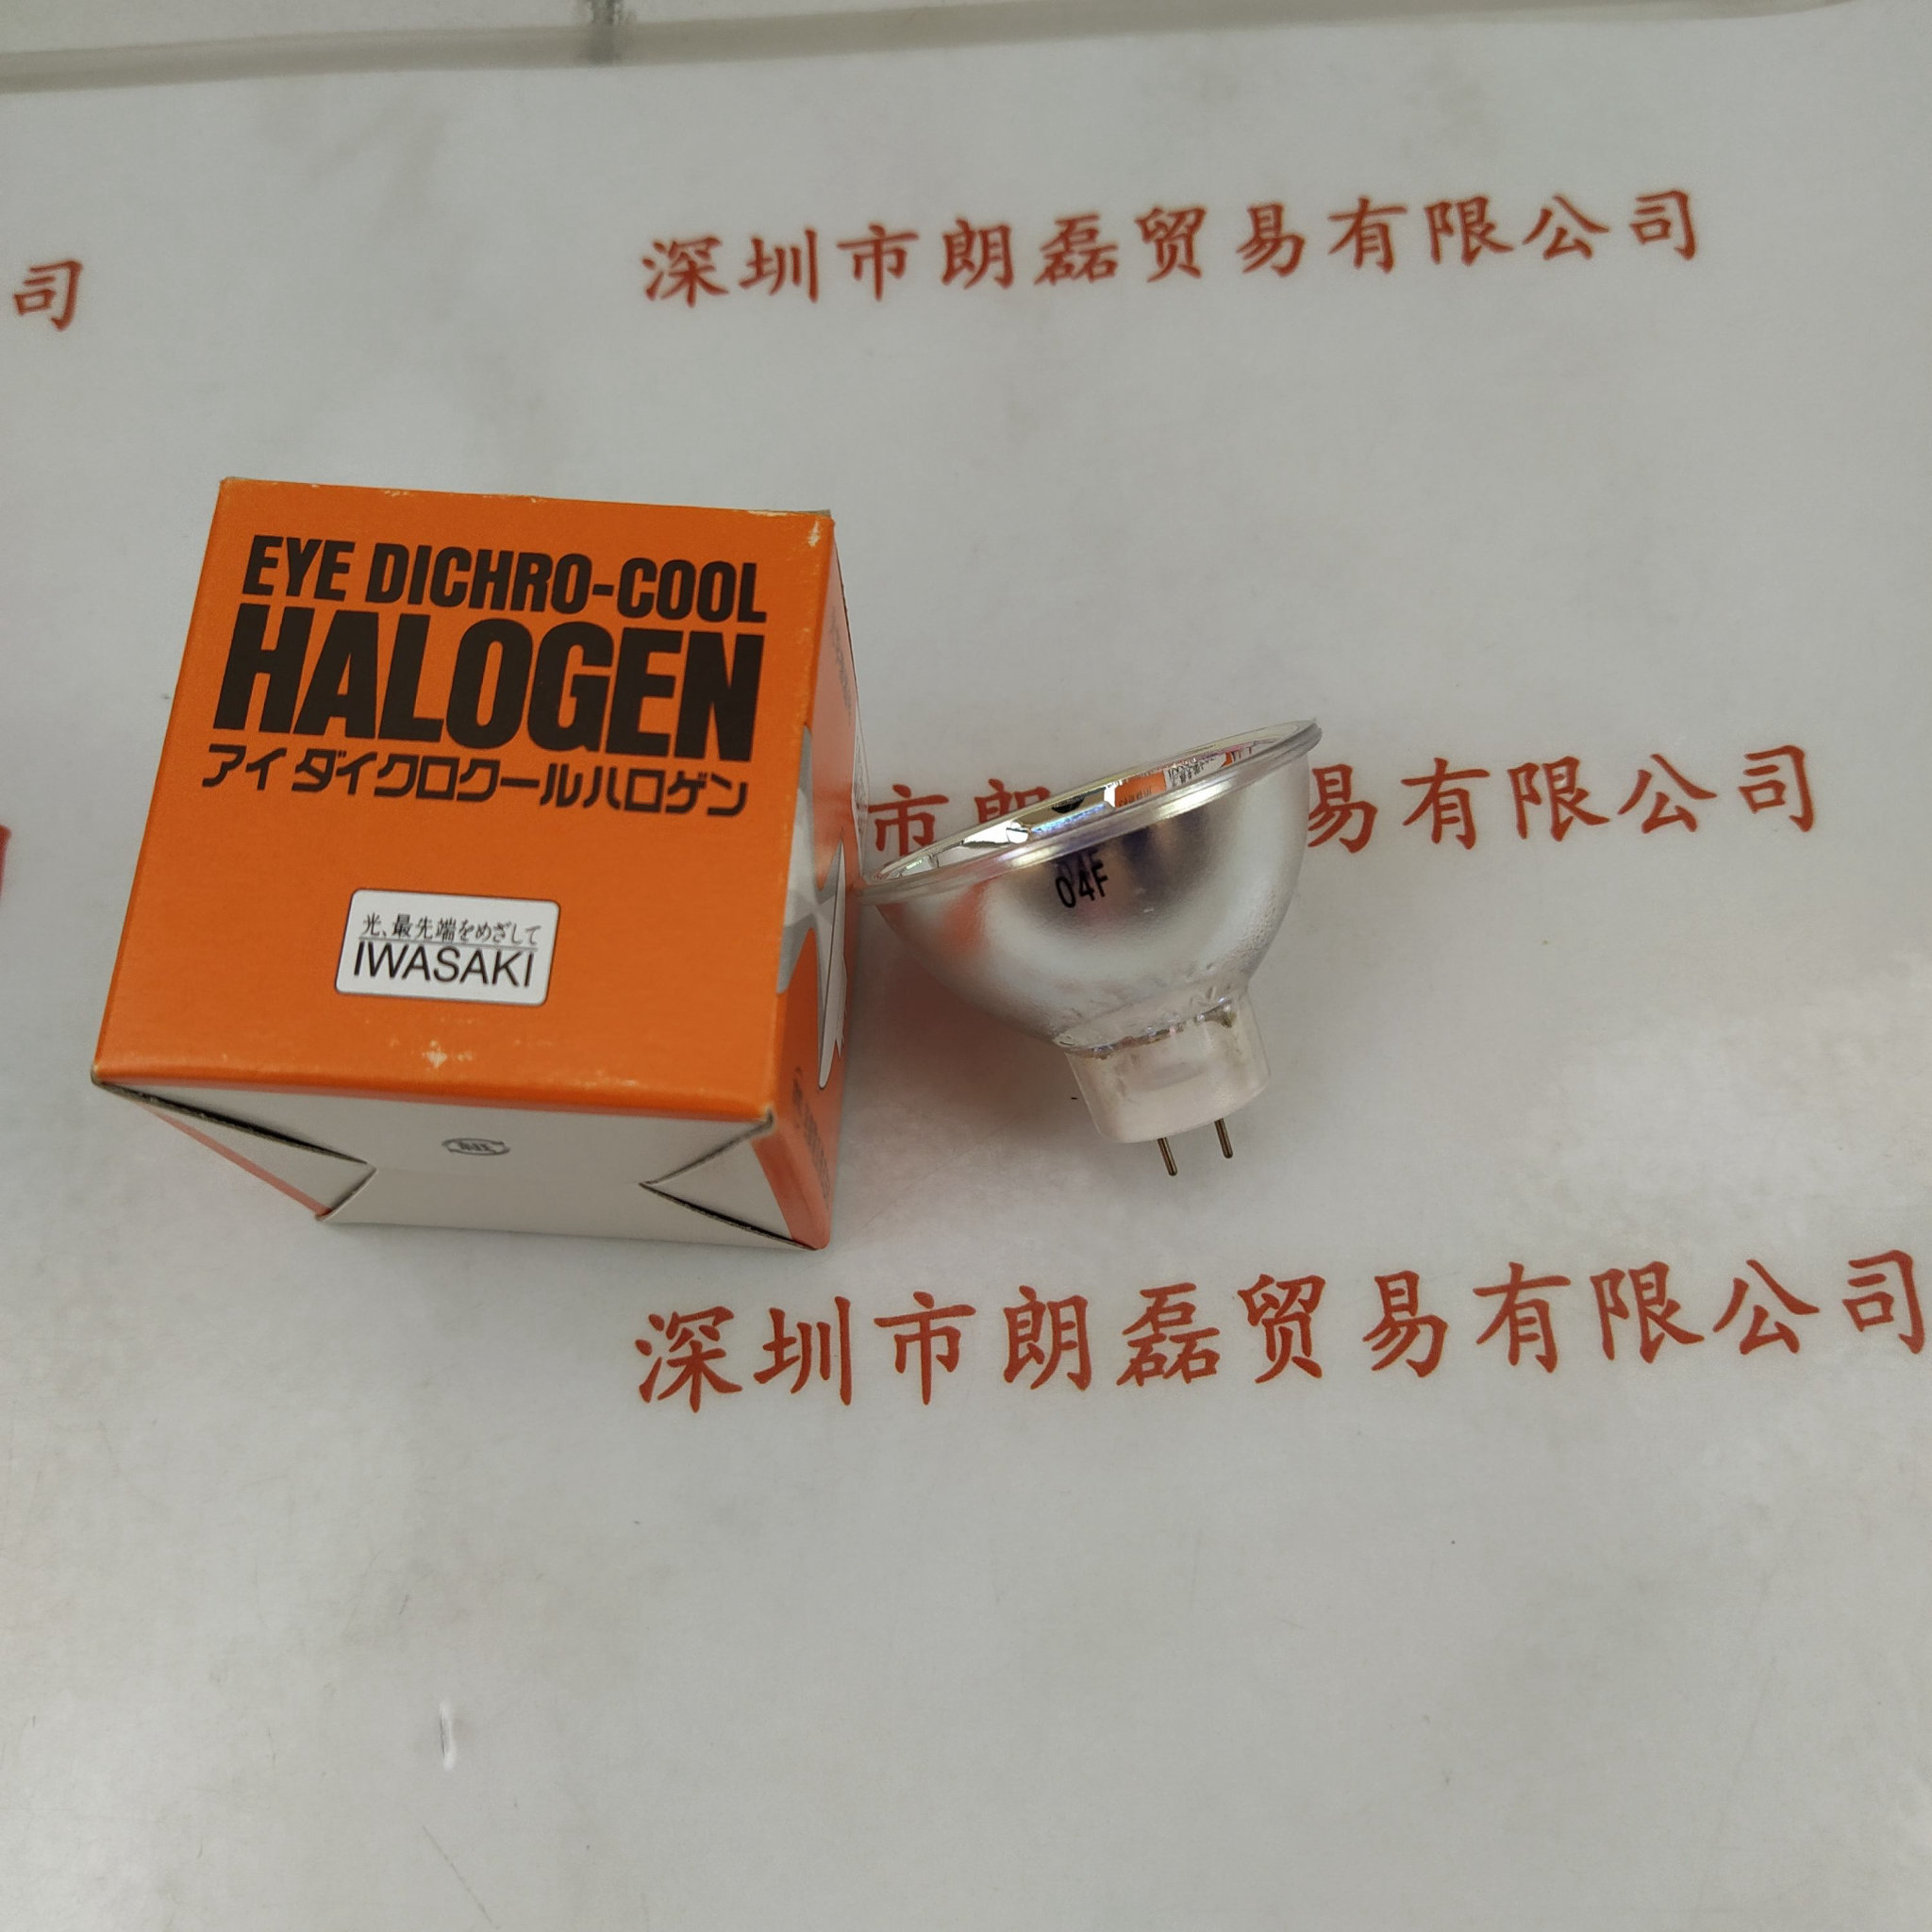 深圳市朗磊贸易有限公司
司
EYE DICHRO-COOL
HALOGEN
アイ ダイクロクールハロゲン
光、最先端をめざして
IWASAKI
市朗 易有限公司
04F
深圳市朗磊贸易有限公司